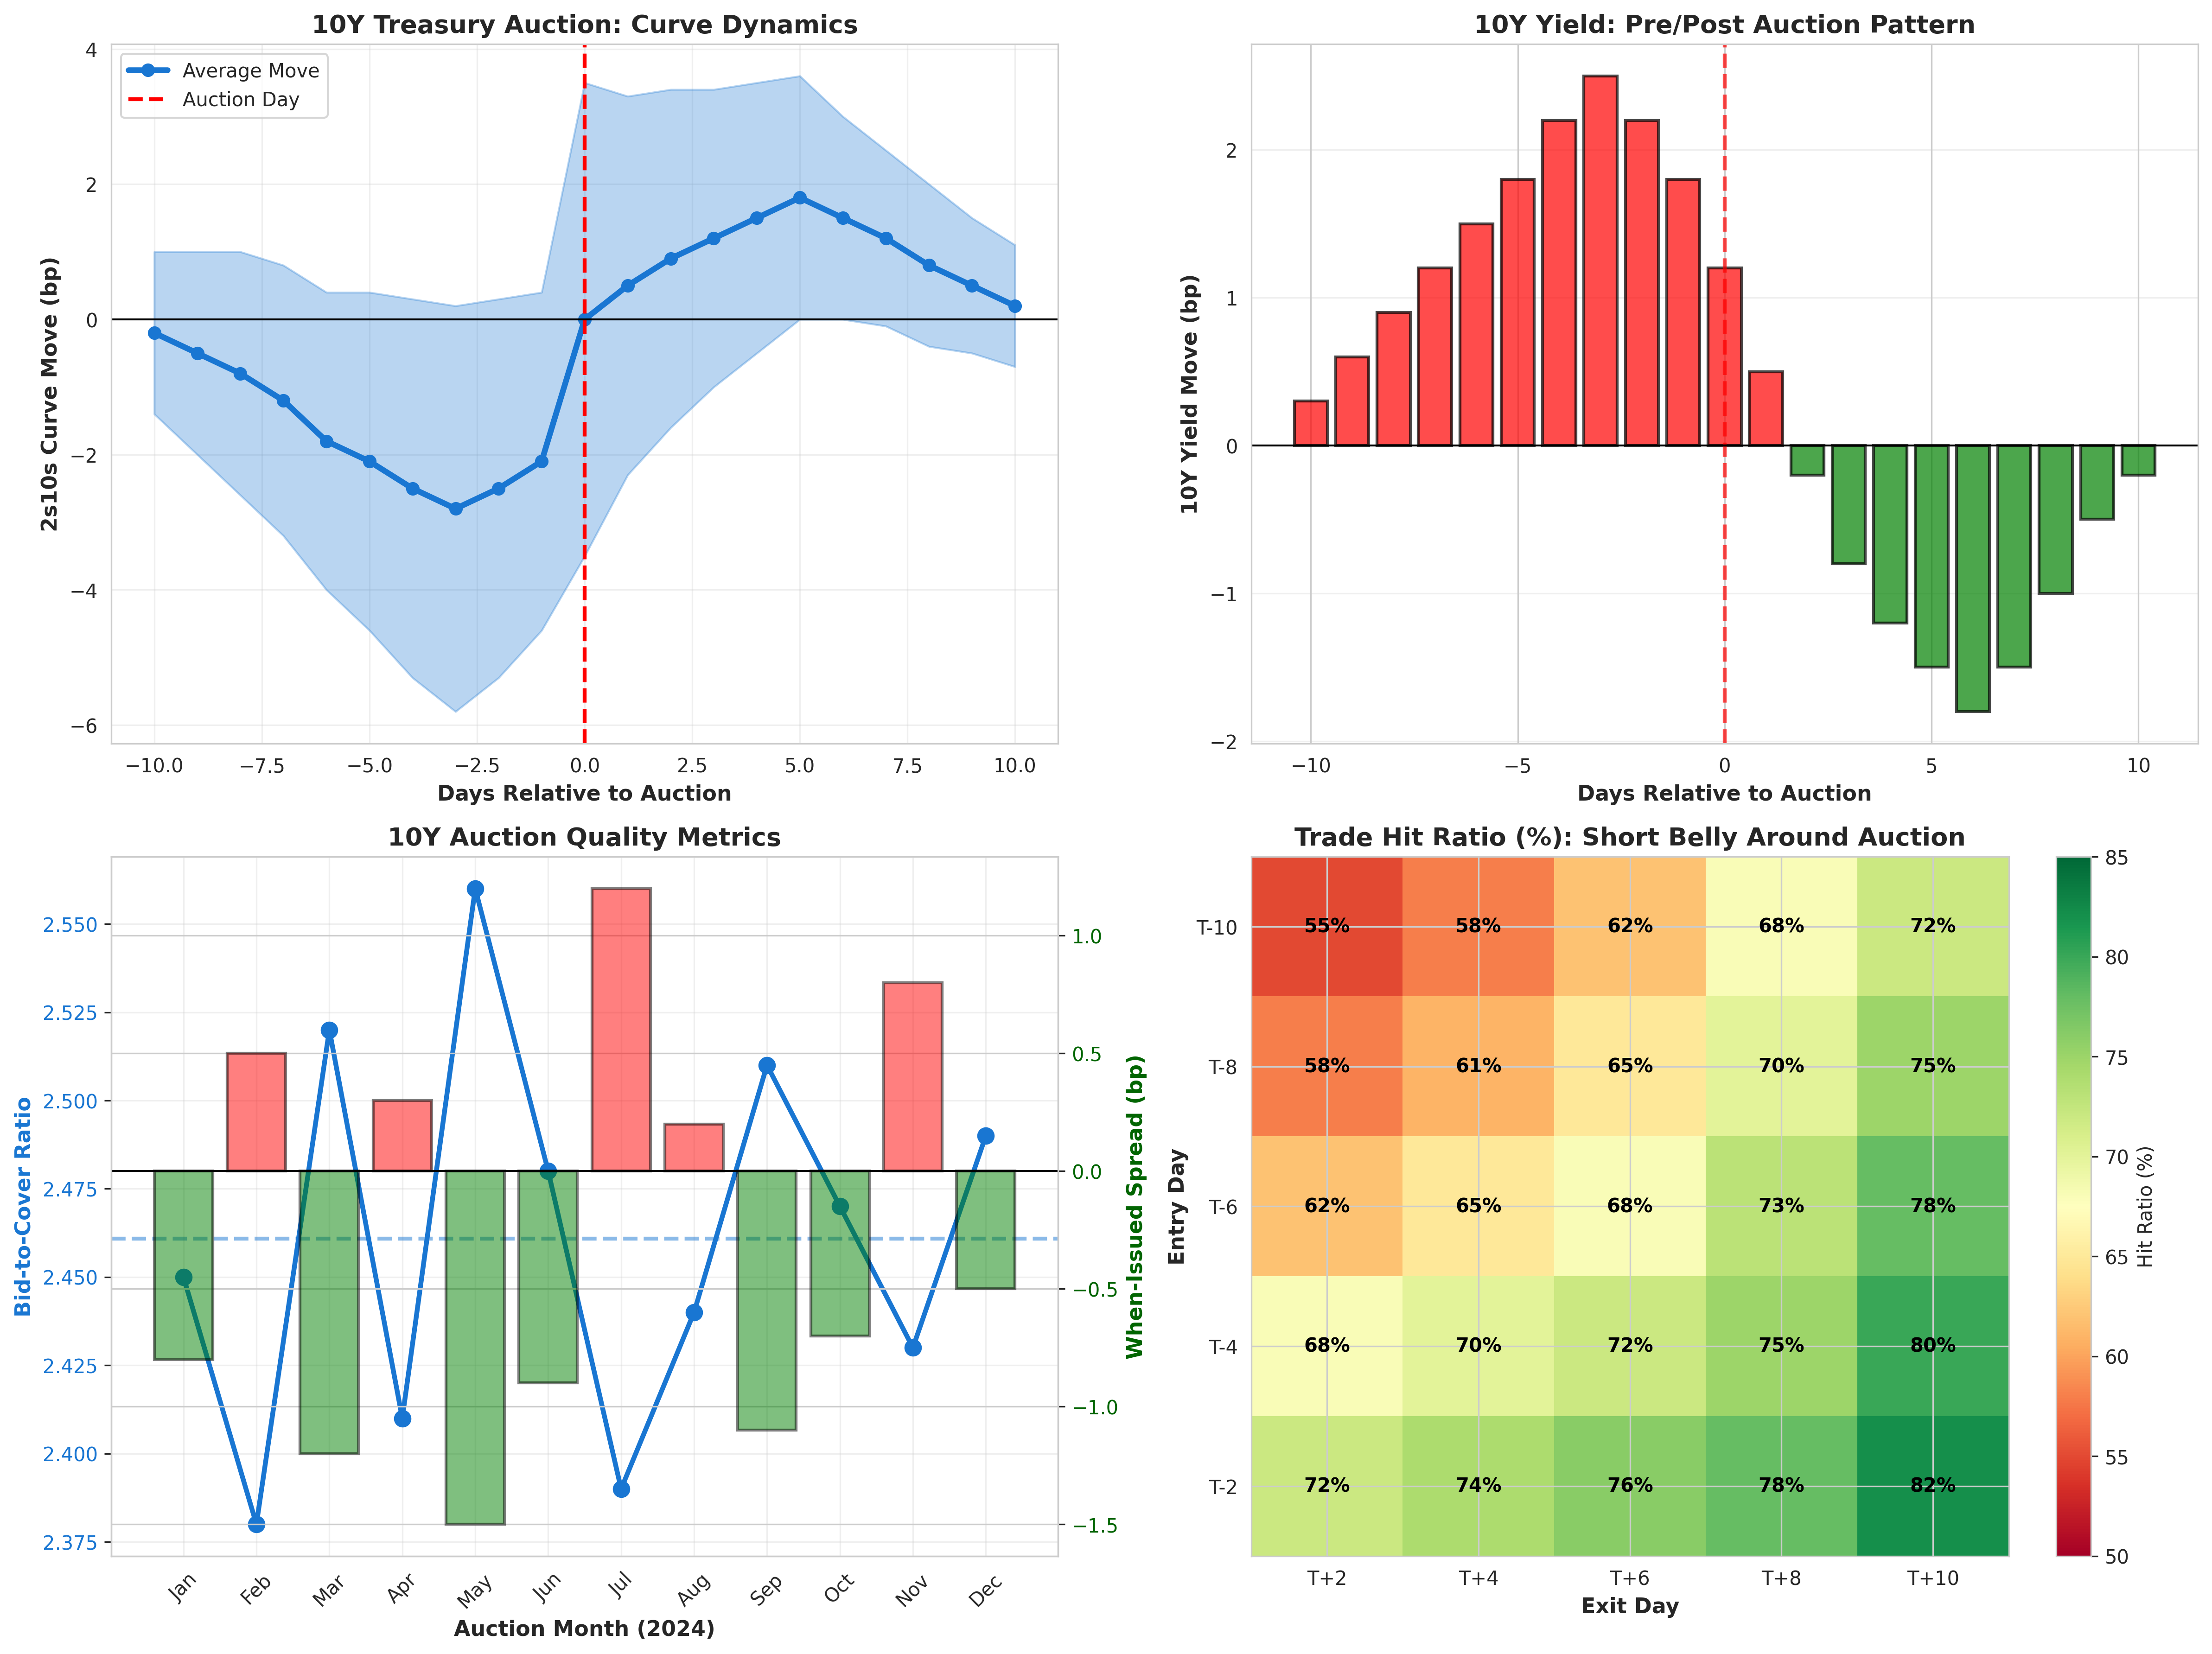 10Y Treasury Auction: Curve Dynamics
Average Move
Auction Day
4
2
0
−2
−4
−6
2s10s Curve Move (bp)
−10.0 −7.5 −5.0 −2.5 0.0 2.5 5.0 7.5 10.0
Days Relative to Auction
10Y Yield: Pre/Post Auction Pattern
2
1
0
−1
−2
10Y Yield Move (bp)
−10 −5 0 5 10
Days Relative to Auction
10Y Auction Quality Metrics
2.550
2.525
2.500
2.475
2.450
2.425
2.400
2.375
Bid-to-Cover Ratio
1.0
0.5
0.0
−0.5
−1.0
−1.5
When-Issued Spread (bp)
Jan Feb Mar Apr May Jun Jul Aug Sep Oct Nov Dec
Auction Month (2024)
Trade Hit Ratio (%): Short Belly Around Auction
T-10 55% 58% 62% 68% 72%
T-8 58% 61% 65% 70% 75%
T-6 62% 65% 68% 73% 78%
T-4 68% 70% 72% 75% 80%
T-2 72% 74% 76% 78% 82%
Entry Day
T+2 T+4 T+6 T+8 T+10
Exit Day
85
80
75
70
65
60
55
50
Hit Ratio (%)